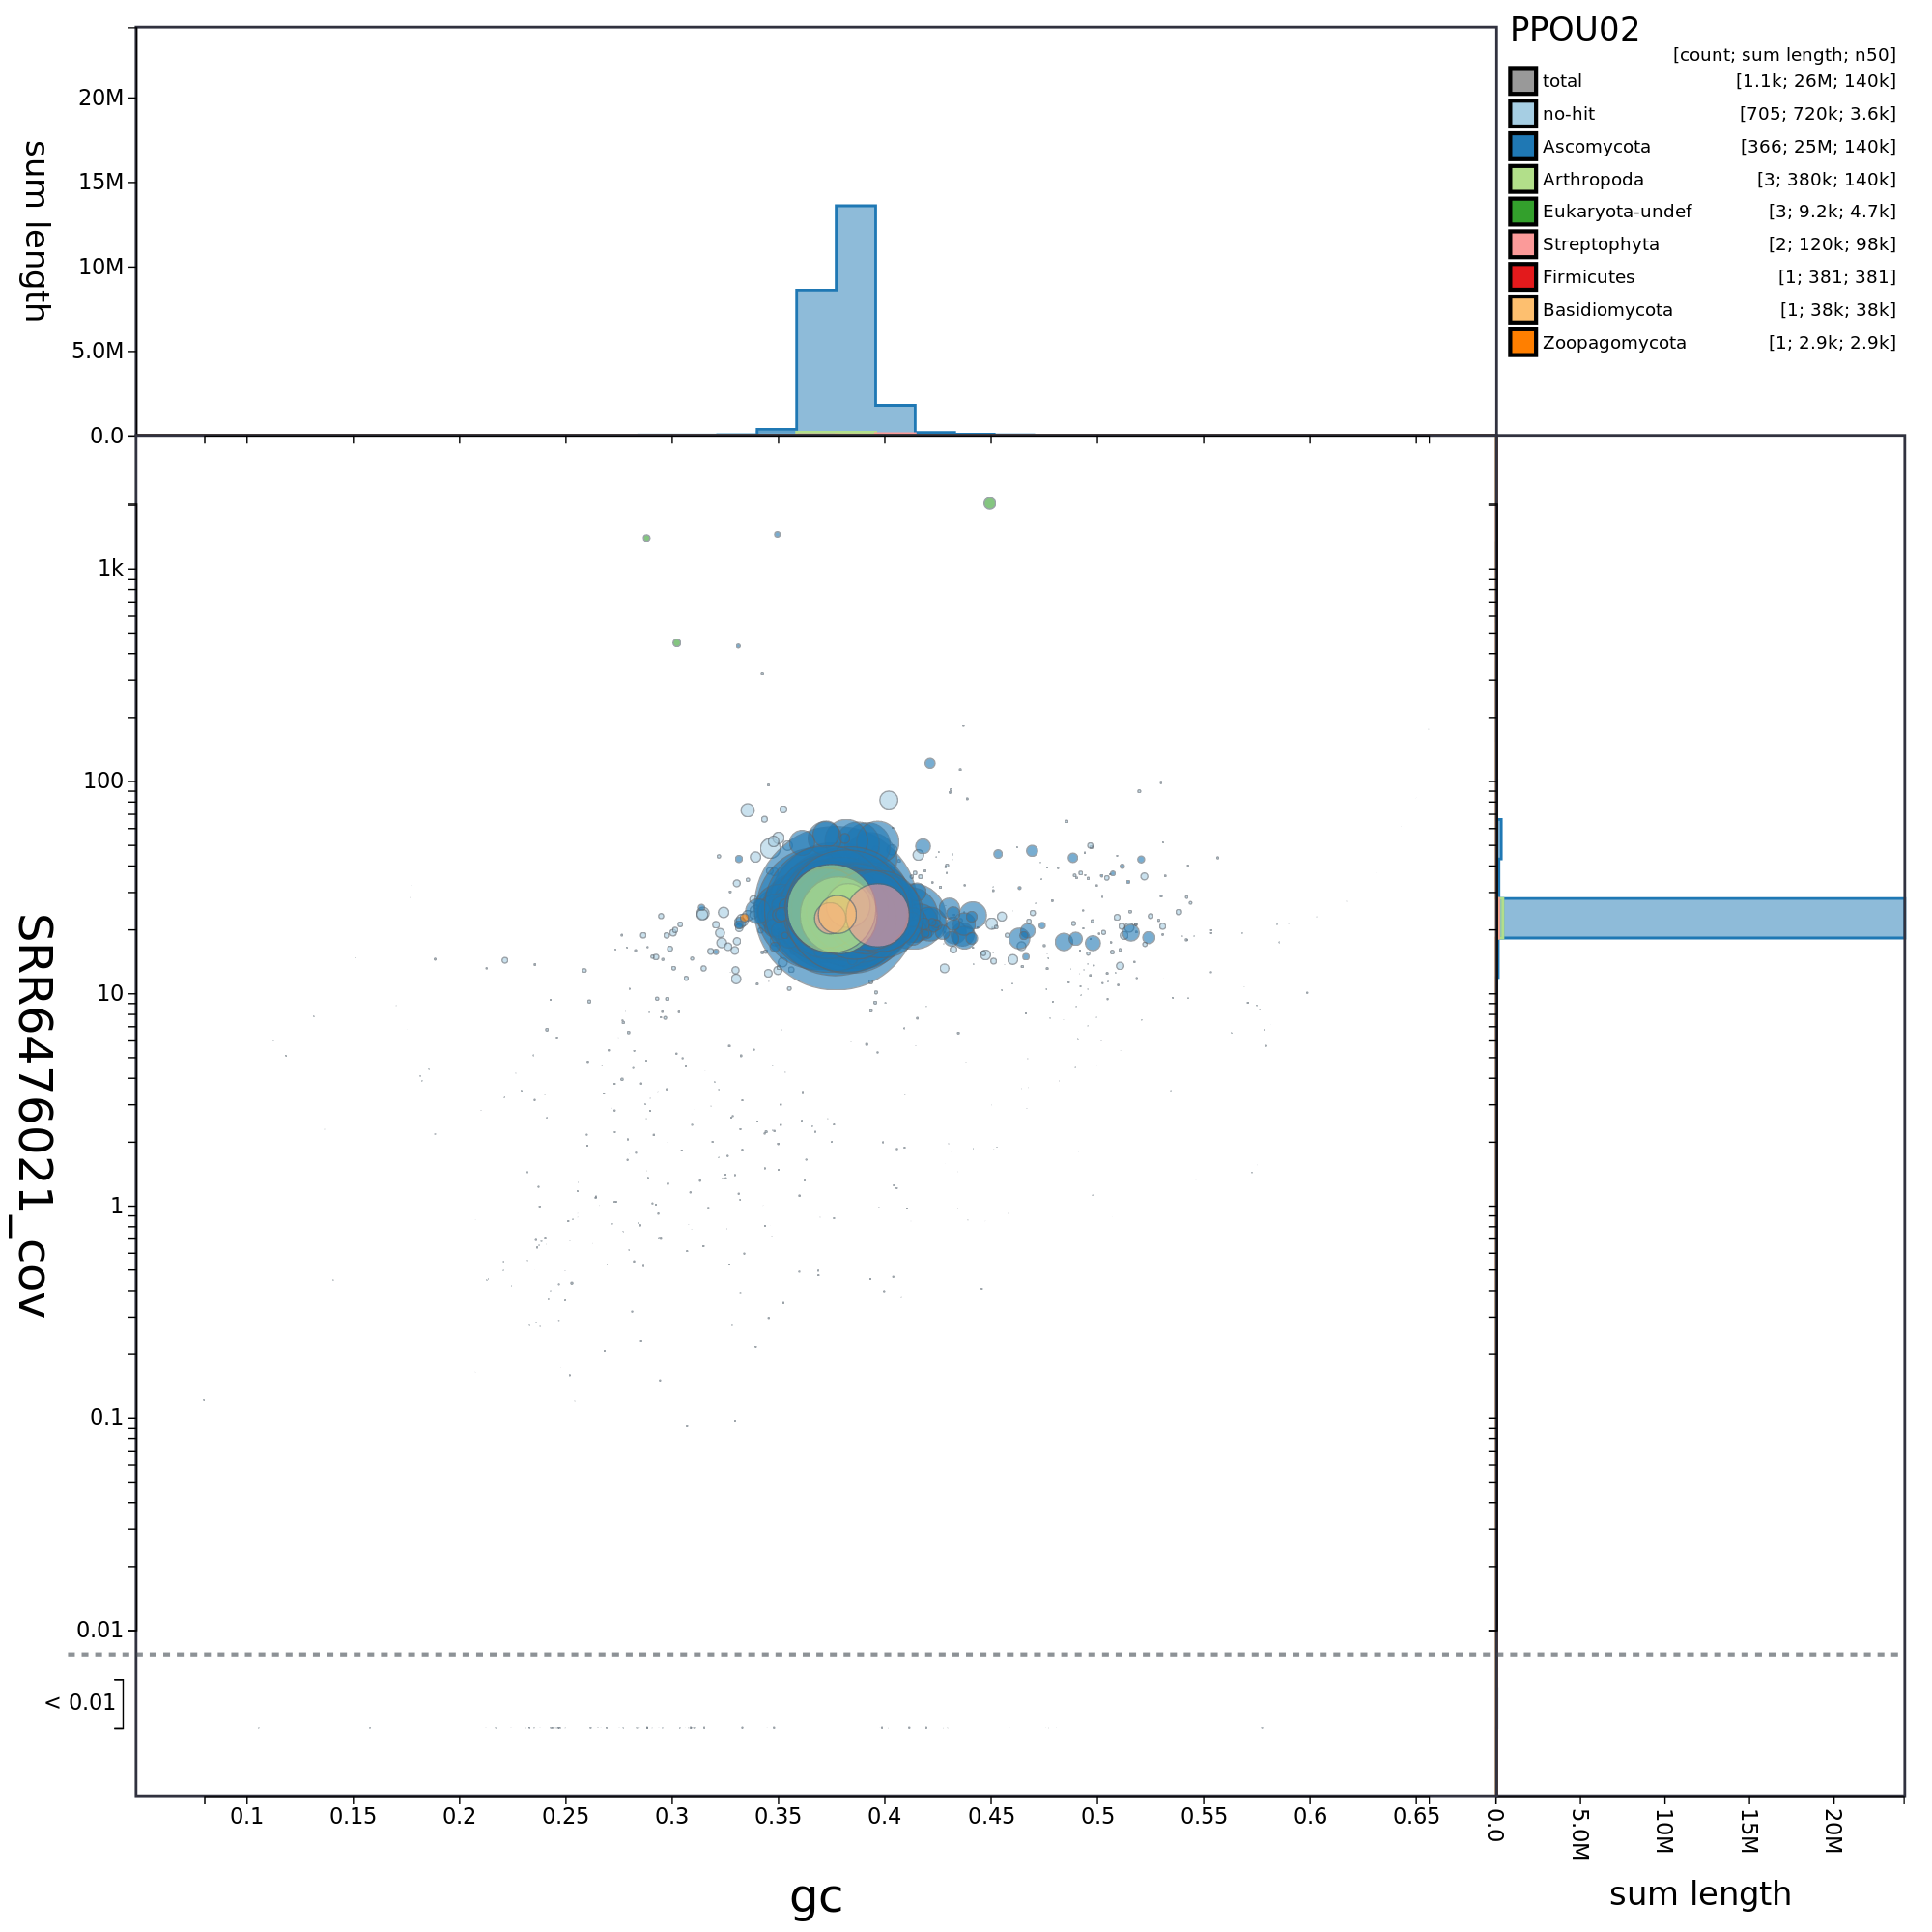 PPOU02
[count; sum length; n50]
total [1.1k; 26M; 140k]
no-hit [705; 720k; 3.6k]
Ascomycota [366; 25M; 140k]
Arthropoda [3; 380k; 140k]
Eukaryota-undef [3; 9.2k; 4.7k]
Streptophyta [2; 120k; 98k]
Firmicutes [1; 381; 381]
Basidiomycota [1; 38k; 38k]
Zoopagomycota [1; 2.9k; 2.9k]
sum length
20M
15M
10M
5.0M
0.0
SRR6476021_cov
1k
100
10
1
0.1
0.01
< 0.01
0.1 0.15 0.2 0.25 0.3 0.35 0.4 0.45 0.5 0.55 0.6 0.65
gc
0.0 5.0M 10M 15M 20M
sum length